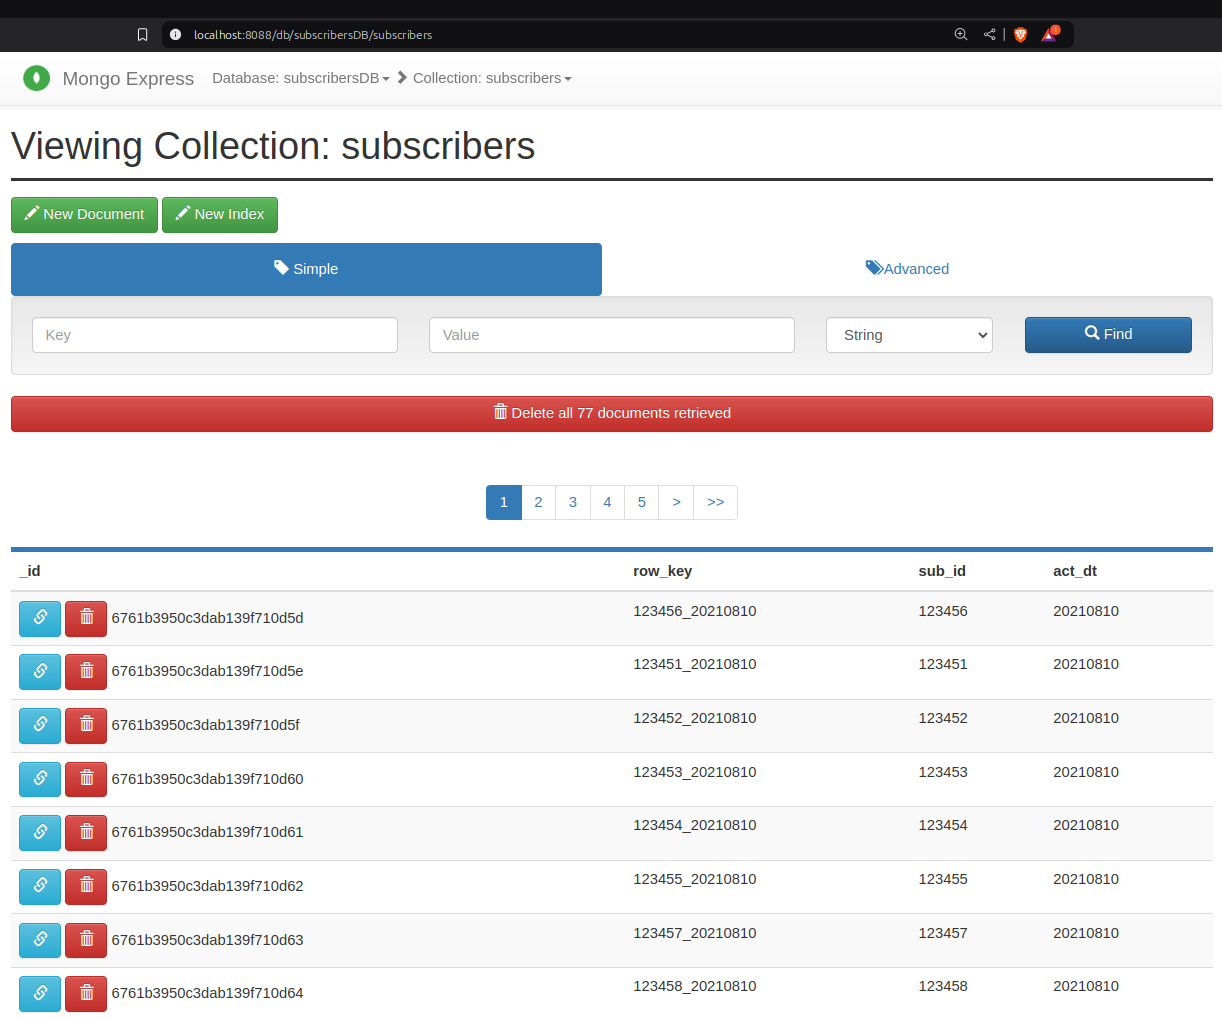 localhost:8088/db/subscribersDB/subscribers
1
Mongo Express Database: subscribersDB Collection: subscribers
Viewing Collection: subscribers
New Document New Index
Simple Advanced
Key Value String Find
Delete all 77 documents retrieved
1 2 3 4 5 > >>
_id row_key sub_id act_dt
6761b3950c3dab139f710d5d 123456_20210810 123456 20210810
6761b3950c3dab139f710d5e 123451_20210810 123451 20210810
6761b3950c3dab139f710d5f 123452_20210810 123452 20210810
6761b3950c3dab139f710d60 123453_20210810 123453 20210810
6761b3950c3dab139f710d61 123454_20210810 123454 20210810
6761b3950c3dab139f710d62 123455_20210810 123455 20210810
6761b3950c3dab139f710d63 123457_20210810 123457 20210810
6761b3950c3dab139f710d64 123458_20210810 123458 20210810